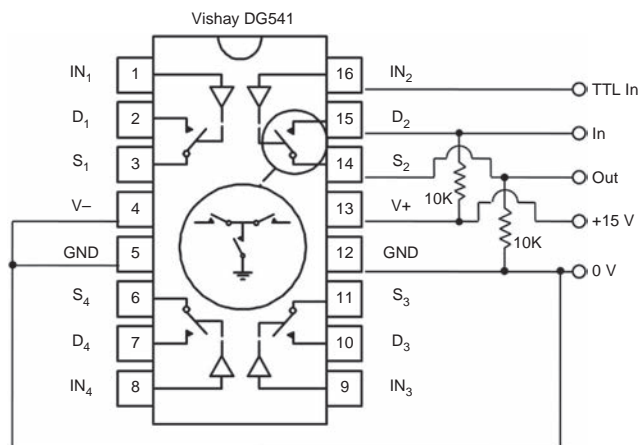 Vishay DG541
IN1 1 16 IN2 TTL In
D1 2 15 D2 In
S1 3 14 S2 Out
10K
V– 4 13 V+ +15 V
10K
GND 5 12 GND 0 V
S4 6 11 S3
D4 7 10 D3
IN4 8 9 IN3